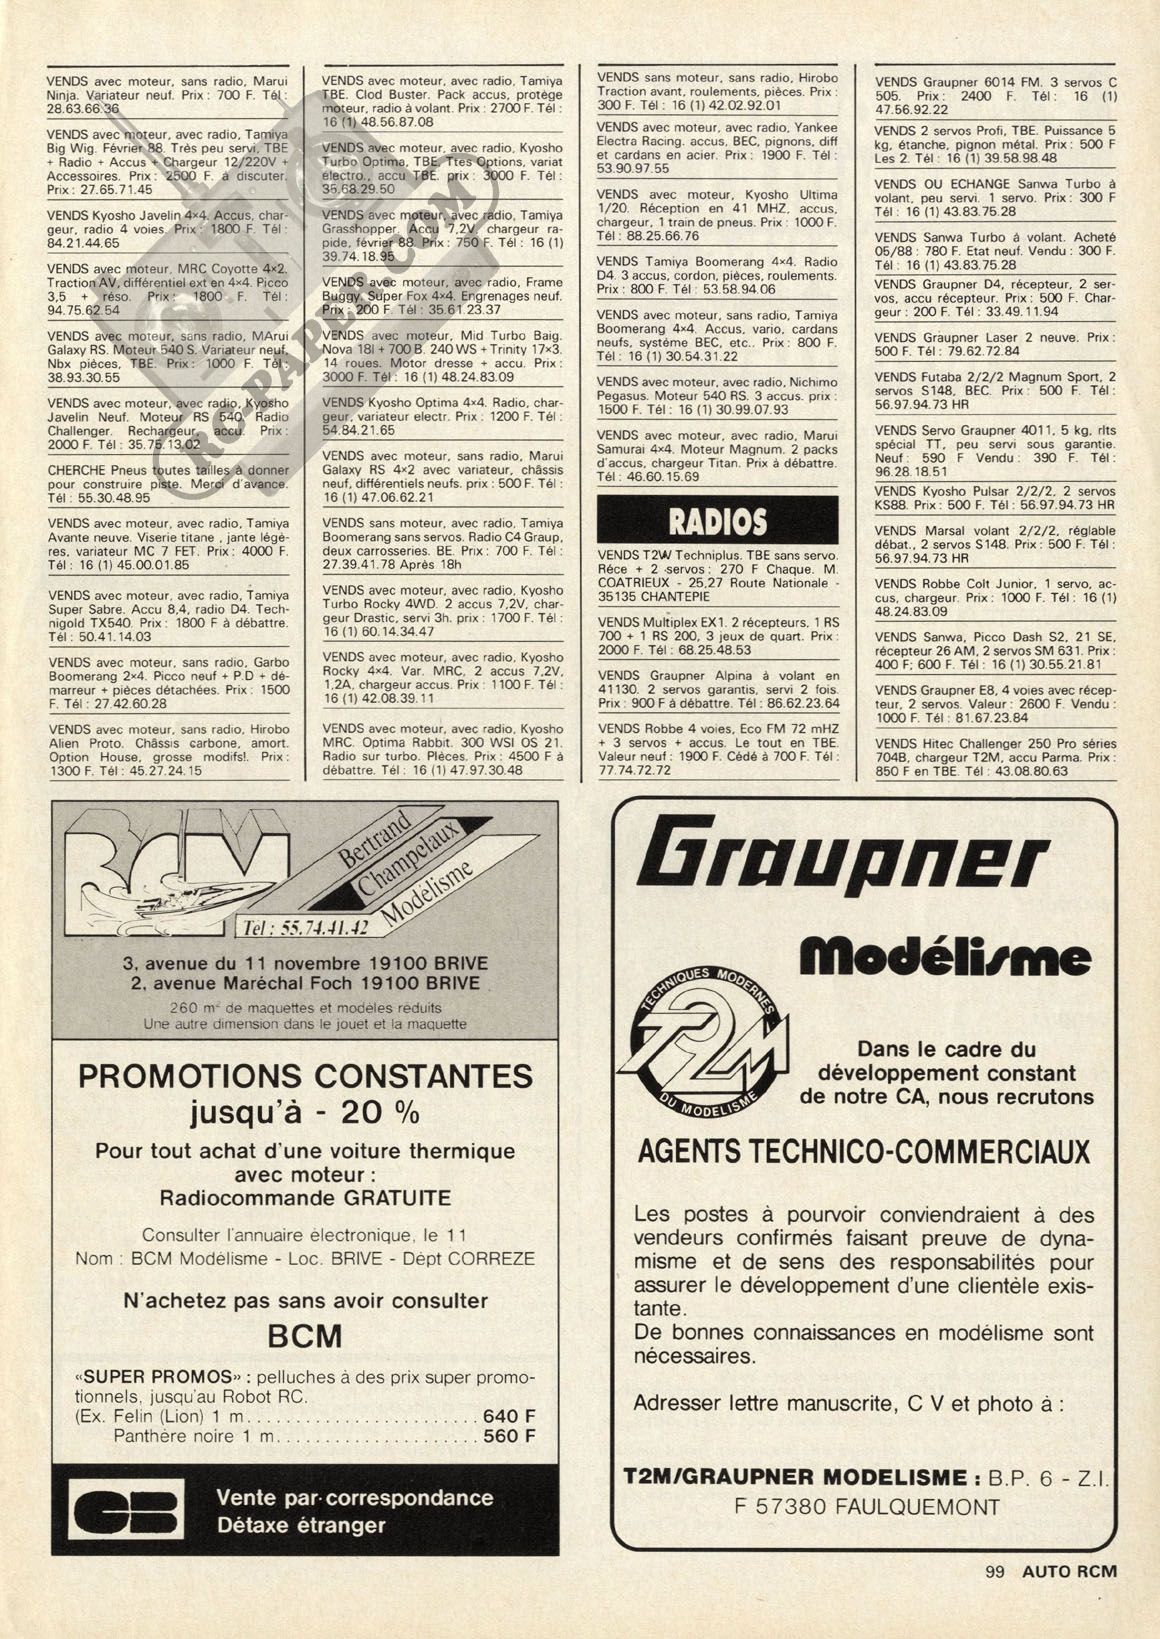 VENDS avec moteur, sans radio, Marui
Ninja. Variateur neuf. Prix : 700 F. Tél :
28.63.66.36
VENDS avec moteur, avec radio, Tamiya
Big Wig. Février 88. Très peu servi, TBE
+ Radio + Accus + Chargeur 12/220V +
Accessoires. Prix : 2500 F. à discuter.
Prix : 27.65.71.45
VENDS Kyosho Javelin 4×4. Accus, char-
geur, radio 4 voies. Prix : 1800 F. Tél :
84.21.44.65
VENDS avec moteur, MRC Coyotte 4×2.
Traction AV, différentiel ext en 4×4. Picco
3,5 + réso. Prix : 1800 F. Tél :
94.75.62.54
VENDS avec moteur, sans radio, MArui
Galaxy RS. Moteur 540 S. Variateur neuf.
Nbx pièces, TBE. Prix : 1000 F. Tél :
38.93.30.55
VENDS avec moteur, avec radio, Kyosho
Javelin Neuf. Moteur RS 540. Radio
Challenger. Rechargeur, accu. Prix :
2000 F. Tél : 35.75.13.02
CHERCHE Pneus toutes tailles à donner
pour construire piste. Merci d'avance.
Tél : 55.30.48.95
VENDS avec moteur, avec radio, Tamiya
Avante neuve. Viserie titane , jante légè-
res, variateur MC 7 FET. Prix : 4000 F.
Tél : 16 (1) 45.00.01.85
VENDS avec moteur, avec radio, Tamiya
Super Sabre. Accu 8,4, radio D4. Tech-
nigold TX540. Prix : 1800 F à débattre.
Tél : 50.41.14.03
VENDS avec moteur, sans radio, Garbo
Boomerang 2×4. Picco neuf + P.D + dé-
marreur + pièces détachées. Prix : 1500
F. Tél : 27.42.60.28
VENDS avec moteur, sans radio, Hirobo
Alien Proto. Châssis carbone, amort.
Option House, grosse modifs!. Prix :
1300 F. Tél : 45.27.24.15
VENDS avec moteur, avec radio, Tamiya
TBE. Clod Buster. Pack accus, protège
moteur, radio à volant. Prix : 2700 F. Tél :
16 (1) 48.56.87.08
VENDS avec moteur, avec radio, Kyosho
Turbo Optima, TBE. Ttes Options, variat
électro., accu TBE. prix : 3000 F. Tél :
35.68.29.50
VENDS avec moteur, avec radio, Tamiya
Grasshopper. Accu 7,2V, chargeur ra-
pide, février 88. Prix : 750 F. Tél : 16 (1)
39.74.18.95
VENDS avec moteur, avec radio, Frame
Buggy. Super Fox 4×4. Engrenages neuf.
Prix : 200 F. Tél : 35.61.23.37
VENDS avec moteur, Mid Turbo Baig.
Nova 18I + 700 B. 240 WS + Trinity 17×3.
14 roues. Motor dresse + accu. Prix :
3000 F. Tél : 16 (1) 48.24.83.09
VENDS Kyosho Optima 4×4. Radio, char-
geur, variateur electr. Prix : 1200 F. Tél :
54.84.21.65
VENDS avec moteur, sans radio, Marui
Galaxy RS 4×2 avec variateur, châssis
neuf, différentiels neufs. prix : 500 F. Tél :
16 (1) 47.06.62.21
VENDS sans moteur, sans radio, Tamiya
Boomerang sans servos. Radio C4 Graup,
deux carrosseries. BE. Prix : 700 F. Tél :
27.39.41.78 Après 18h
VENDS avec moteur, avec radio, Kyosho
Turbo Rocky 4WD. 2 accus 7,2V, char-
geur Drastic, servi 3h. prix : 1700 F. Tél :
16 (1) 60.14.34.47
VENDS avec moteur, avec radio, Kyosho
Rocky 4×4. Var. MRC, 2 accus 7,2V,
1,2A, chargeur accus. Prix : 1100 F. Tél :
16 (1) 42.08.39.11
VENDS avec moteur, avec radio, Kyosho
MRC. Optima Rabbit. 300 WSI OS 21.
Radio sur turbo. Pièces. Prix : 4500 F à
débattre. Tél : 16 (1) 47.97.30.48
VENDS sans moteur, sans radio, Hirobo
Traction avant, roulements, pièces. Prix :
300 F. Tél : 16 (1) 42.02.92.01
VENDS avec moteur, avec radio, Yankee
Electra Racing. accus, BEC, pignons, diff
et cardans en acier. Prix : 1900 F. Tél :
53.90.97.55
VENDS avec moteur, Kyosho Ultima
1/20. Réception en 41 MHZ, accus,
chargeur, 1 train de pneus. Prix : 1000 F.
Tél : 88.25.66.76
VENDS Tamiya Boomerang 4×4. Radio
D4. 3 accus, cordon, pièces, roulements.
Prix : 800 F. Tél : 53.58.94.06
VENDS avec moteur, sans radio, Tamiya
Boomerang 4×4. Accus, vario, cardans
neufs, système BEC, etc.. Prix : 800 F.
Tél : 16 (1) 30.54.31.22
VENDS avec moteur, avec radio, Nichimo
Pegasus. Moteur 540 RS. 3 accus. prix :
1500 F. Tél : 16 (1) 30.99.07.93
VENDS avec moteur, avec radio, Marui
Samurai 4×4. Moteur Magnum. 2 packs
d'accus, chargeur Titan. Prix à débattre.
Tél : 46.60.15.69
RADIOS
VENDS T2W Techniplus. TBE sans servo.
Réce + 2 servos : 270 F Chaque. M.
COATRIEUX - 25,27 Route Nationale -
35135 CHANTEPIE
VENDS Multiplex EX1. 2 récepteurs, 1 RS
700 + 1 RS 200, 3 jeux de quart. Prix :
2000 F. Tél : 68.25.48.53
VENDS Graupner Alpina à volant en
41130. 2 servos garantis, servi 2 fois.
Prix : 900 F à débattre. Tél : 86.62.23.64
VENDS Robbe 4 voies, Eco FM 72 mHZ
+ 3 servos + accus. Le tout en TBE.
Valeur neuf : 1900 F. Cédé à 700 F. Tél :
77.74.72.72
VENDS Graupner 6014 FM. 3 servos C
505. Prix : 2400 F. Tél : 16 (1)
47.56.92.22
VENDS 2 servos Profi, TBE. Puissance 5
kg, étanche, pignon métal. Prix : 500 F
Les 2. Tél : 16 (1) 39.58.98.48
VENDS OU ECHANGE Sanwa Turbo à
volant, peu servi. 1 servo. Prix : 300 F
Tél : 16 (1) 43.83.75.28
VENDS Sanwa Turbo à volant. Acheté
05/88 : 780 F. Etat neuf. Vendu : 300 F.
Tél : 16 (1) 43.83.75.28
VENDS Graupner D4, récepteur, 2 ser-
vos, accu récepteur. Prix : 500 F. Char-
geur : 200 F. Tél : 33.49.11.94
VENDS Graupner Laser 2 neuve. Prix :
500 F. Tél : 79.62.72.84
VENDS Futaba 2/2/2 Magnum Sport, 2
servos S148, BEC. Prix : 500 F. Tél :
56.97.94.73 HR
VENDS Servo Graupner 4011, 5 kg, rlts
spécial TT, peu servi sous garantie.
Neuf : 590 F Vendu : 390 F. Tél :
96.28.18.51
VENDS Kyosho Pulsar 2/2/2, 2 servos
KS88. Prix : 500 F. Tél : 56.97.94.73 HR
VENDS Marsal volant 2/2/2, réglable
débat., 2 servos S148. Prix : 500 F. Tél :
56.97.94.73 HR
VENDS Robbe Colt Junior, 1 servo, ac-
cus, chargeur. Prix : 1000 F. Tél : 16 (1)
48.24.83.09
VENDS Sanwa, Picco Dash S2, 21 SE,
récepteur 26 AM, 2 servos SM 631. Prix :
400 F; 600 F. Tél : 16 (1) 30.55.21.81
VENDS Graupner E8, 4 voies avec récep-
teur, 2 servos. Valeur : 2600 F. Vendu :
1000 F. Tél : 81.67.23.84
VENDS Hitec Challenger 250 Pro séries
704B, chargeur T2M, accu Parma. Prix :
850 F en TBE. Tél : 43.08.80.63
RC-PAPER.COM
BCM
Bertrand
Champelaux
Modélisme
Tél : 55.74.41.42
3, avenue du 11 novembre 19100 BRIVE
2, avenue Maréchal Foch 19100 BRIVE
260 m² de maquettes et modèles réduits
Une autre dimension dans le jouet et la maquette
PROMOTIONS CONSTANTES
jusqu'à - 20 %
Pour tout achat d'une voiture thermique
avec moteur :
Radiocommande GRATUITE
Consulter l'annuaire électronique, le 11
Nom : BCM Modélisme - Loc. BRIVE - Dépt CORREZE
N'achetez pas sans avoir consulter
BCM
«SUPER PROMOS» : pelluches à des prix super promo-
tionnels, jusqu'au Robot RC.
(Ex. Felin (Lion) 1 m......................... 640 F
Panthère noire 1 m...................... 560 F
CB
Vente par correspondance
Détaxe étranger
Graupner
Modélisme
TECHNIQUES MODERNES
T2M
DU MODELISME
Dans le cadre du
développement constant
de notre CA, nous recrutons
AGENTS TECHNICO-COMMERCIAUX
Les postes à pourvoir conviendraient à des
vendeurs confirmés faisant preuve de dyna-
misme et de sens des responsabilités pour
assurer le développement d'une clientèle exis-
tante.
De bonnes connaissances en modélisme sont
nécessaires.
Adresser lettre manuscrite, C V et photo à :
T2M/GRAUPNER MODELISME : B.P. 6 - Z.I.
F 57380 FAULQUEMONT
99 AUTO RCM